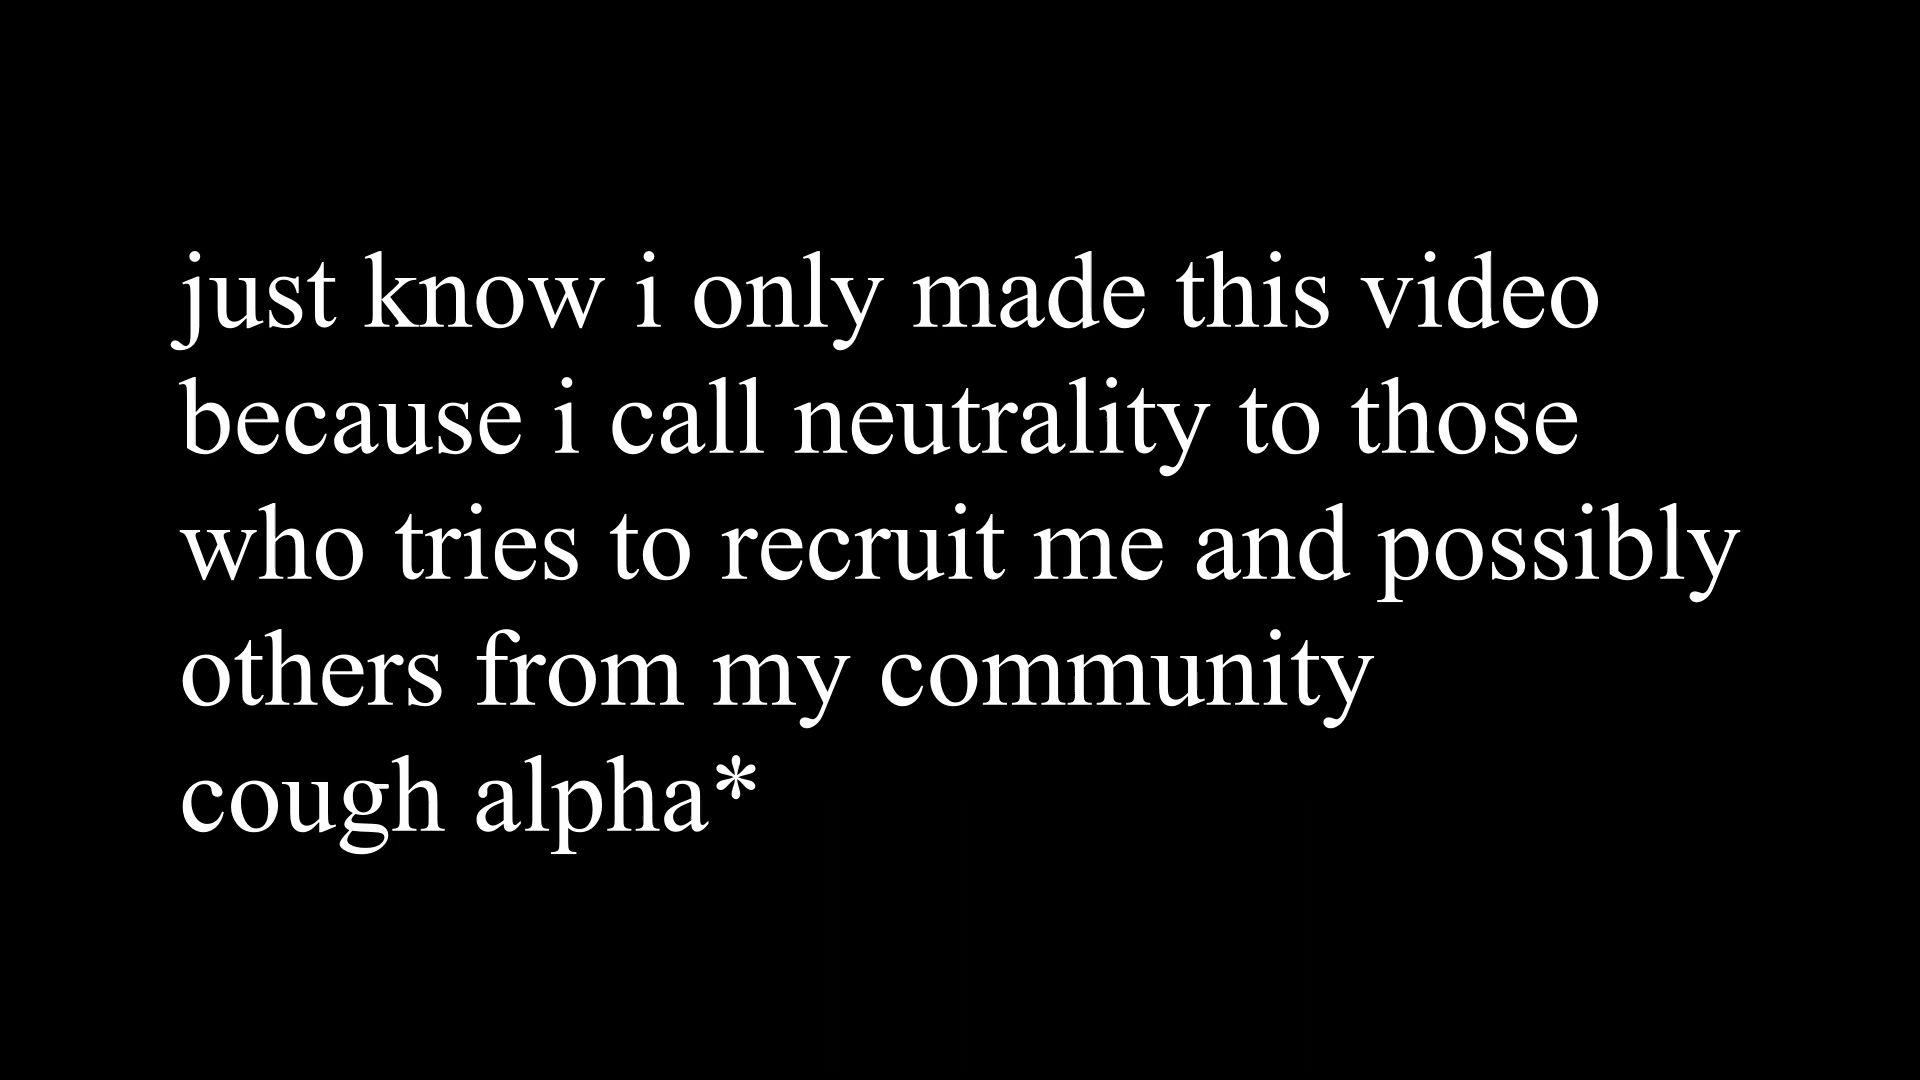 just know i only made this video
because i call neutrality to those
who tries to recruit me and possibly
others from my community
cough alpha*